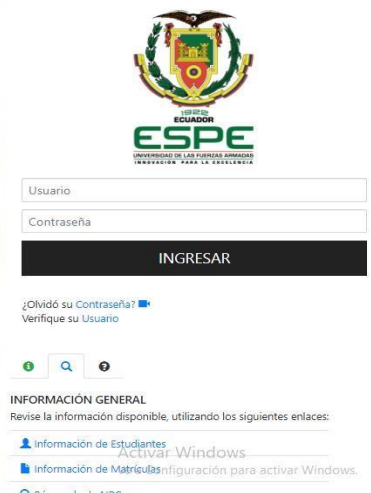 1922
ECUADOR
ESPE
UNIVERSIDAD DE LAS FUERZAS ARMADAS
INNOVACIÓN PARA LA EXCELENCIA
Usuario
Contraseña
INGRESAR
¿Olvidó su Contraseña?
Verifique su Usuario
INFORMACIÓN GENERAL
Revise la información disponible, utilizando los siguientes enlaces:
Información de Estudiantes
Activar Windows
Información de Matrículas
configuración para activar Windows.